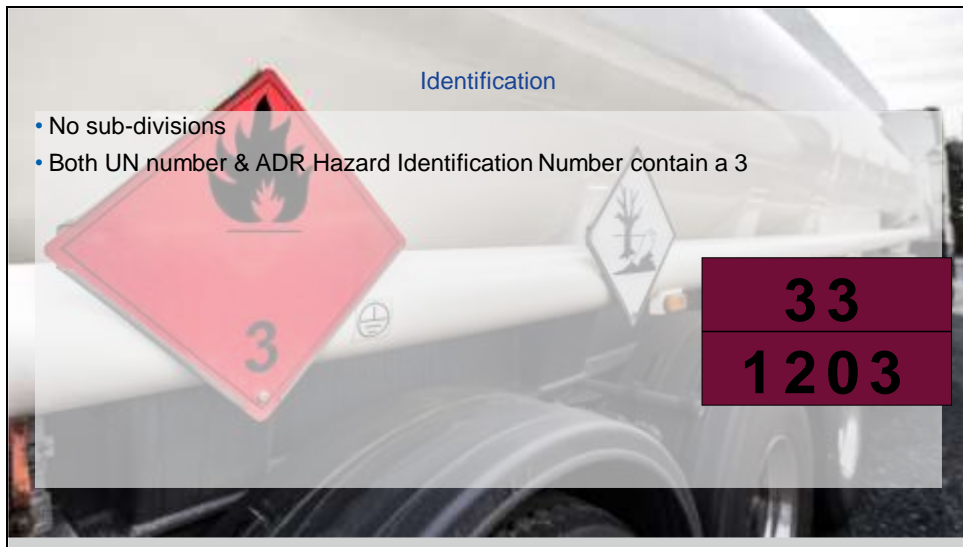 Identification
• No sub-divisions
• Both UN number & ADR Hazard Identification Number contain a 3
3
33
1203